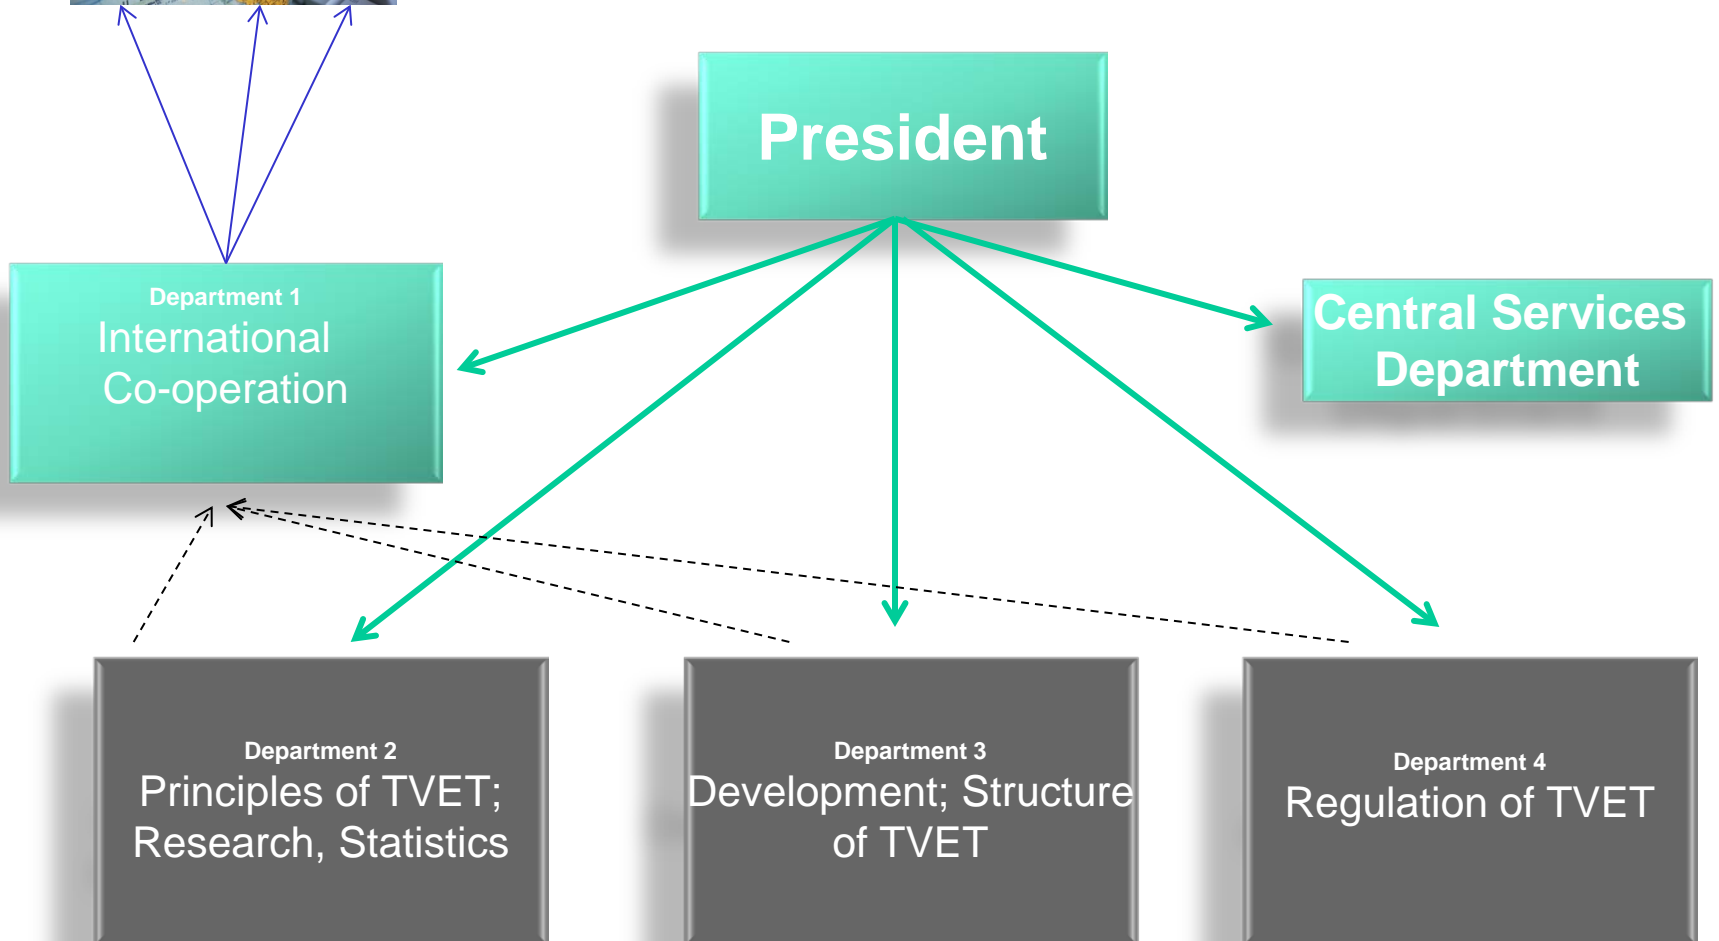 President
Department 1
International
Co-operation
Central Services
Department
Department 2
Principles of TVET;
Research, Statistics
Department 3
Development; Structure
of TVET
Department 4
Regulation of TVET